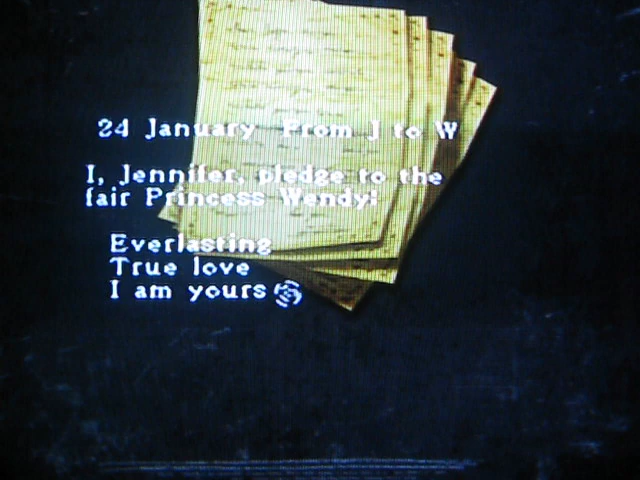 24 January From J to W
I, Jennifer, pledge to the
fair Princess Wendy!
Everlasting
True love
I am yours